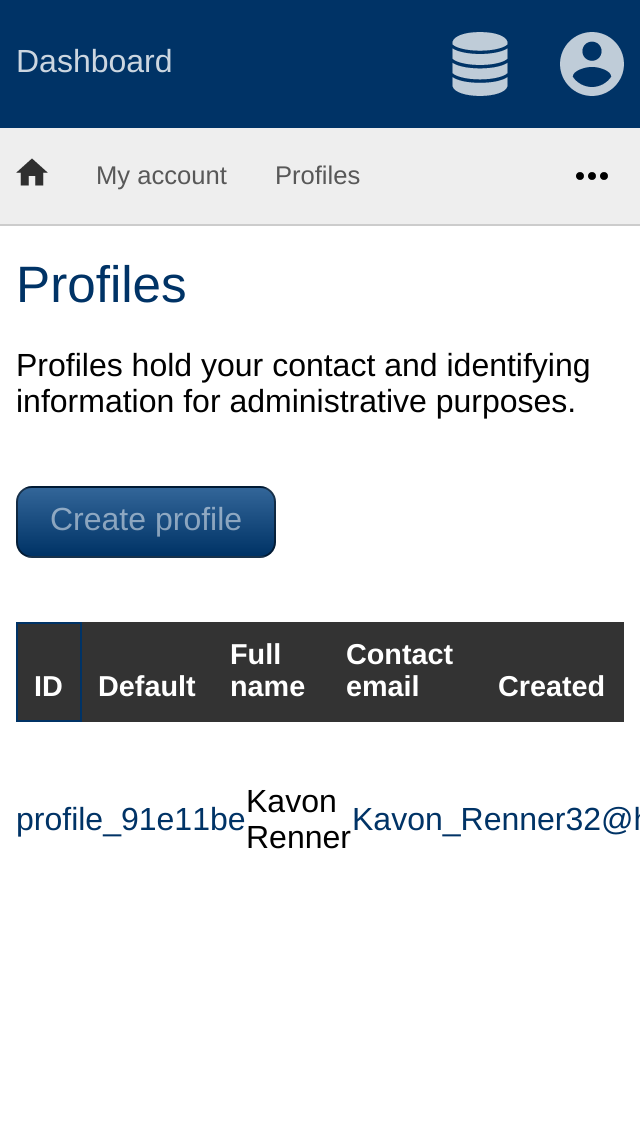 Dashboard
My account Profiles
Profiles
Profiles hold your contact and identifying
information for administrative purposes.
Create profile
ID Default Full name Contact email Created
profile_91e11be Kavon Renner Kavon_Renner32@